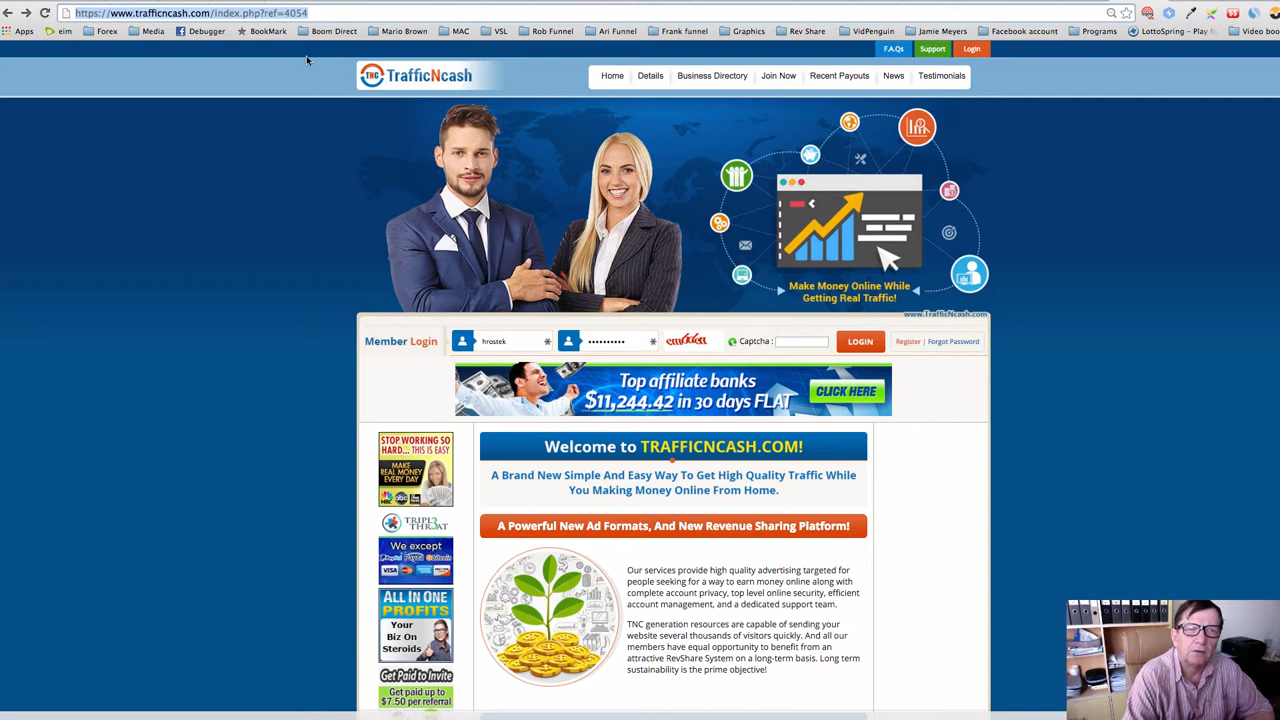 https://www.trafficncash.com/index.php?ref=4054
Apps
eim
Forex
Media
Debugger
BookMark
Boom Direct
Mario Brown
MAC
VSL
Rob Funnel
Ari Funnel
Frank funnel
Graphics
Rev Share
VidPenguin
Jamie Meyers
Facebook account
Programs
LottoSpring - Play fo
Video boo
F.A.Qs
Support
Login
TNC TrafficNcash
Home
Details
Business Directory
Join Now
Recent Payouts
News
Testimonials
Make Money Online While
Getting Real Traffic!
www.TrafficNcash.com
Member Login
hrostek
Captcha :
LOGIN
Register | Forgot Password
Top affiliate banks
$11,244.42 in 30 days FLAT
CLICK HERE
STOP WORKING SO
HARD... THIS IS EASY
MAKE
REAL MONEY
EVERY DAY
NBC
abc
TRIPL3
THR@AT
We except
PayPal Payza bitcoin
VISA
ALL IN ONE
PROFITS
Your
Biz On
Steroids
Get Paid to Invite
Get paid up to
$7.50 per referral
Welcome to TRAFFICNCASH.COM!
A Brand New Simple And Easy Way To Get High Quality Traffic While
You Making Money Online From Home.
A Powerful New Ad Formats, And New Revenue Sharing Platform!
Our services provide high quality advertising targeted for
people seeking for a way to earn money online along with
complete account privacy, top level online security, efficient
account management, and a dedicated support team.
TNC generation resources are capable of sending your
website several thousands of visitors quickly. And all our
members have equal opportunity to benefit from an
attractive RevShare System on a long-term basis. Long term
sustainability is the prime objective!